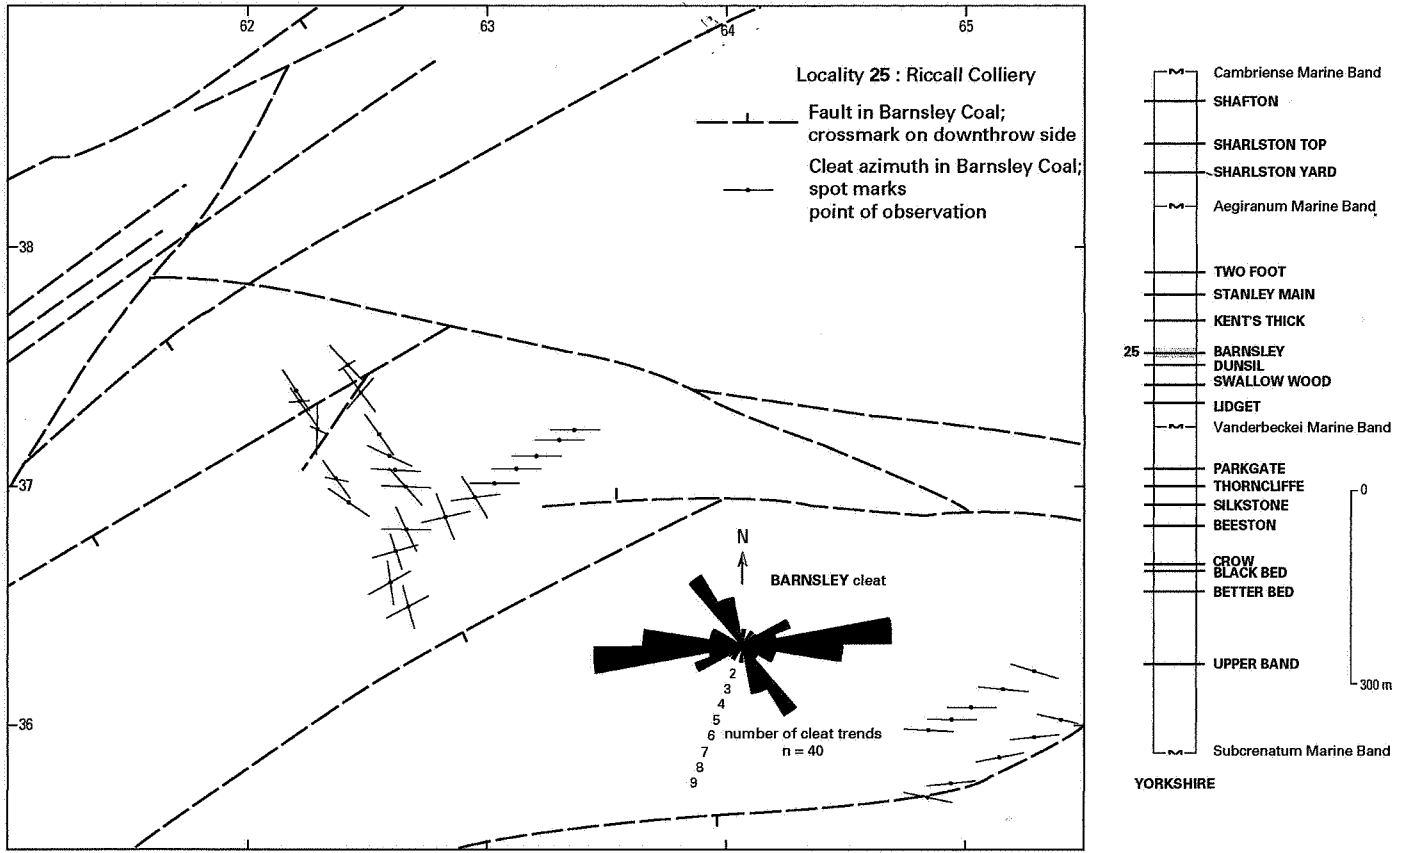 62
63
64
65
38
37
36
Locality 25 : Riccall Colliery
Fault in Barnsley Coal;
crossmark on downthrow side
Cleat azimuth in Barnsley Coal;
spot marks
point of observation
N
BARNSLEY cleat
2
3
4
5
6
7
8
9
number of cleat trends
n = 40
M Cambriense Marine Band
SHAFTON
SHARLSTON TOP
SHARLSTON YARD
M Aegiranum Marine Band
TWO FOOT
STANLEY MAIN
KENT'S THICK
25 BARNSLEY
DUNSIL
SWALLOW WOOD
LIDGET
M Vanderbeckei Marine Band
PARKGATE
THORNCLIFFE
SILKSTONE
BEESTON
CROW
BLACK BED
BETTER BED
UPPER BAND
M Subcrenatum Marine Band
YORKSHIRE
0
300 m